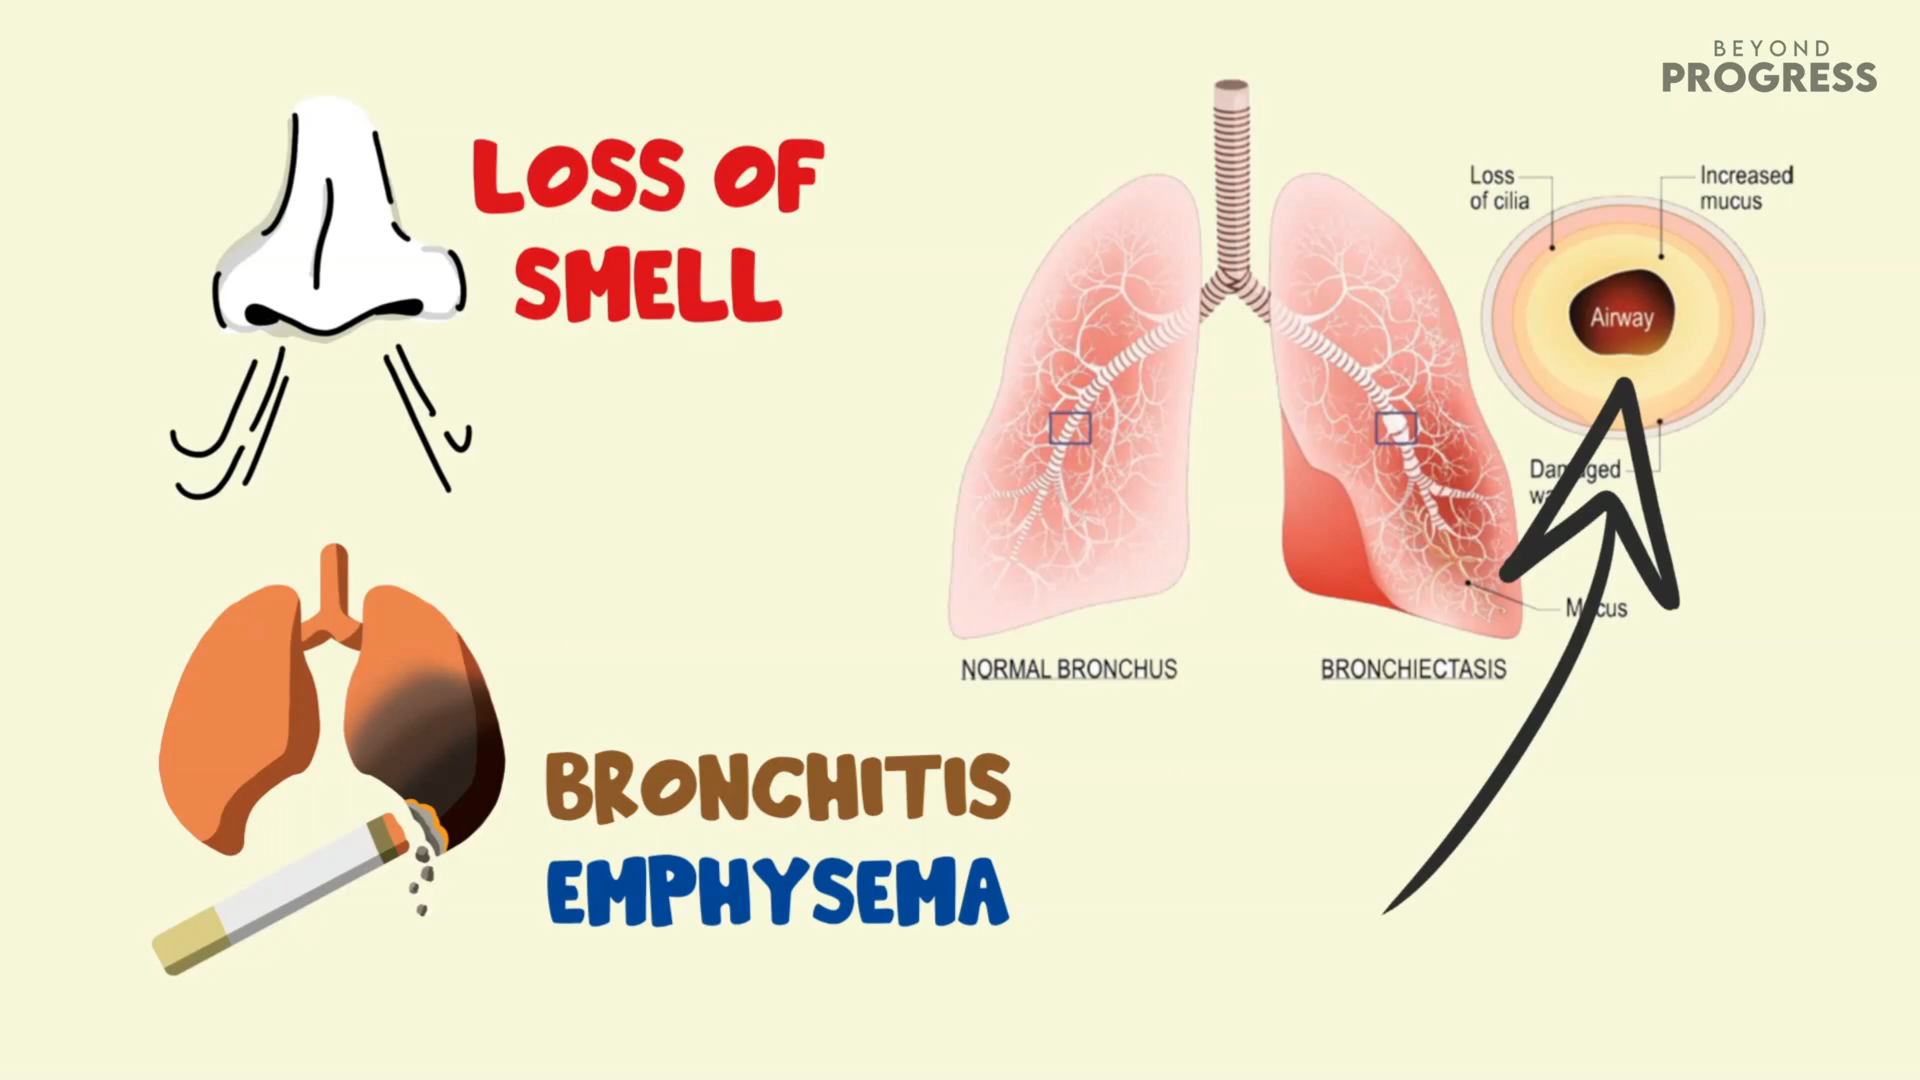 BEYOND
PROGRESS
LOSS OF
SMELL
Loss
of cilia
Increased
mucus
Airway
NORMAL BRONCHUS
BRONCHIECTASIS
BRONCHITIS
EMPHYSEMA